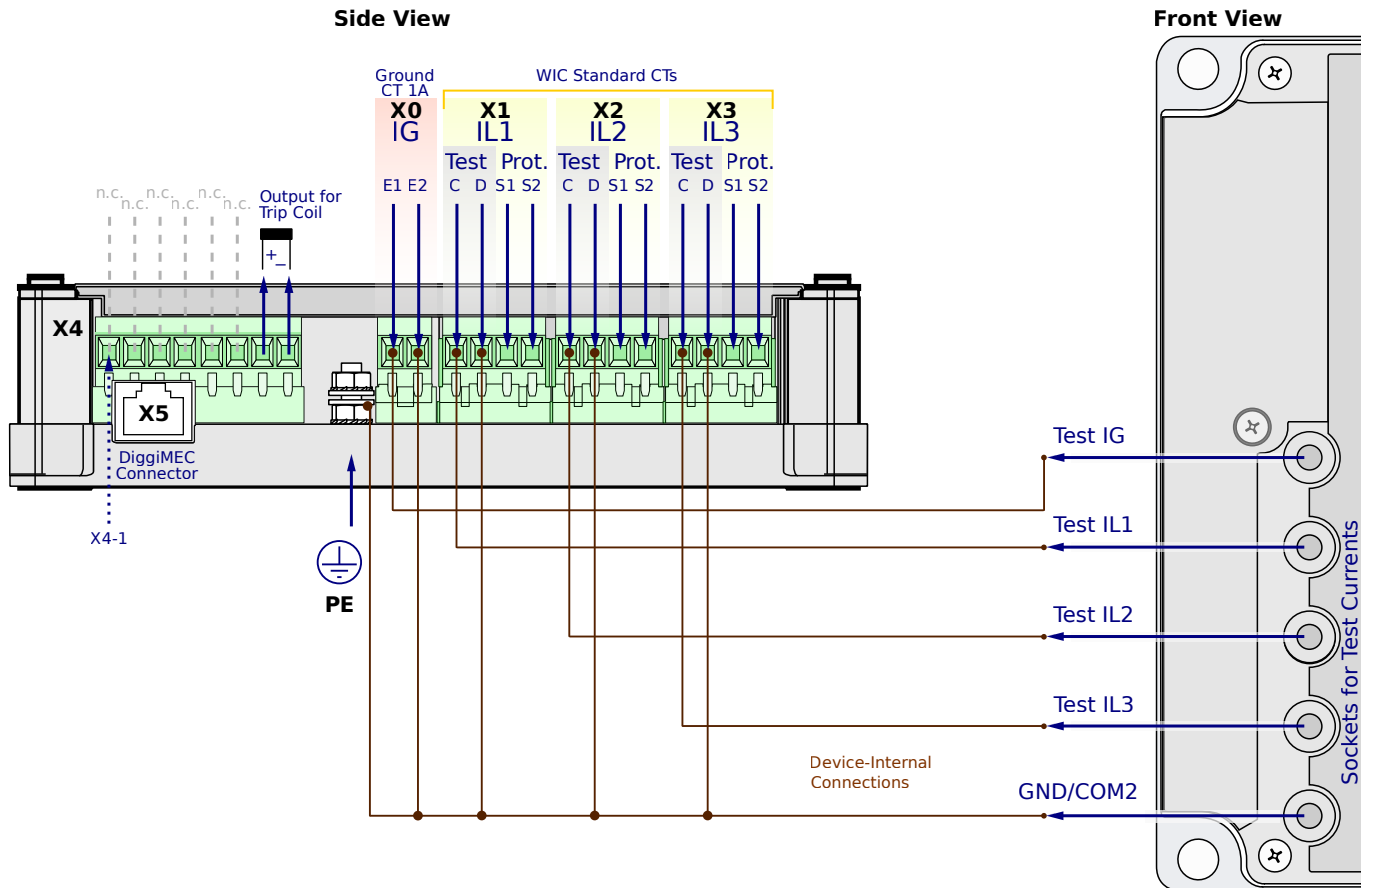 Side View
Front View
Ground
CT 1A
WIC Standard CTs
X0
X1
X2
X3
IG
IL1
IL2
IL3
Test Prot.
Test Prot.
Test Prot.
E1 E2
C D S1 S2
C D S1 S2
C D S1 S2
n.c.
n.c.
n.c.
n.c.
n.c.
n.c.
Output for
Trip Coil
+
−
X4
X5
DiggiMEC
Connector
X4-1
PE
Test IG
Test IL1
Test IL2
Test IL3
GND/COM2
Device-Internal
Connections
Sockets for Test Currents